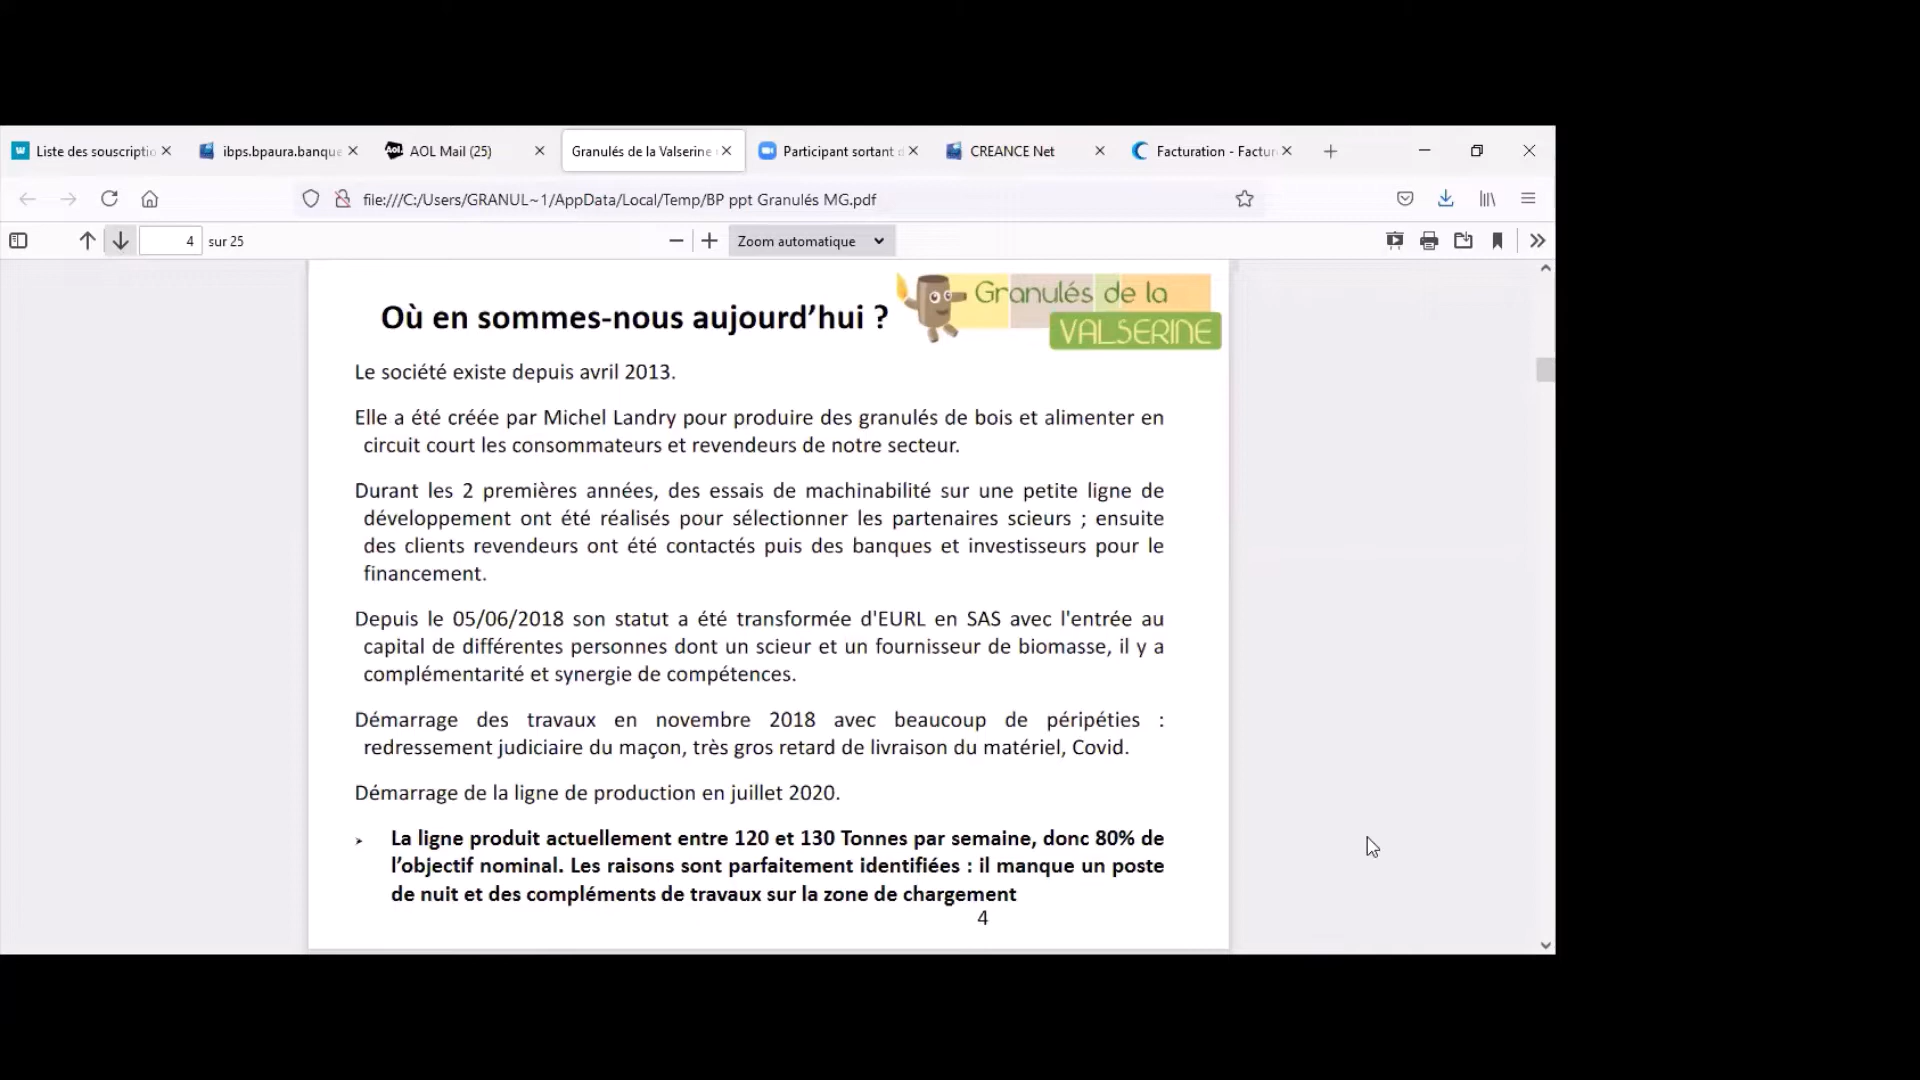 Liste des souscriptio
ibps.bpaura.banque
AOL Mail (25)
Granulés de la Valserine
Participant sortant d
CREANCE Net
Facturation - Factur
file:///C:/Users/GRANUL~1/AppData/Local/Temp/BP ppt Granulés MG.pdf
4 sur 25
Zoom automatique
Granulés de la
VALSERINE
Où en sommes-nous aujourd’hui ?
Le société existe depuis avril 2013.
Elle a été créée par Michel Landry pour produire des granulés de bois et alimenter en
circuit court les consommateurs et revendeurs de notre secteur.
Durant les 2 premières années, des essais de machinabilité sur une petite ligne de
développement ont été réalisés pour sélectionner les partenaires scieurs ; ensuite
des clients revendeurs ont été contactés puis des banques et investisseurs pour le
financement.
Depuis le 05/06/2018 son statut a été transformée d'EURL en SAS avec l'entrée au
capital de différentes personnes dont un scieur et un fournisseur de biomasse, il y a
complémentarité et synergie de compétences.
Démarrage des travaux en novembre 2018 avec beaucoup de péripéties :
redressement judiciaire du maçon, très gros retard de livraison du matériel, Covid.
Démarrage de la ligne de production en juillet 2020.
La ligne produit actuellement entre 120 et 130 Tonnes par semaine, donc 80% de
l’objectif nominal. Les raisons sont parfaitement identifiées : il manque un poste
de nuit et des compléments de travaux sur la zone de chargement
4